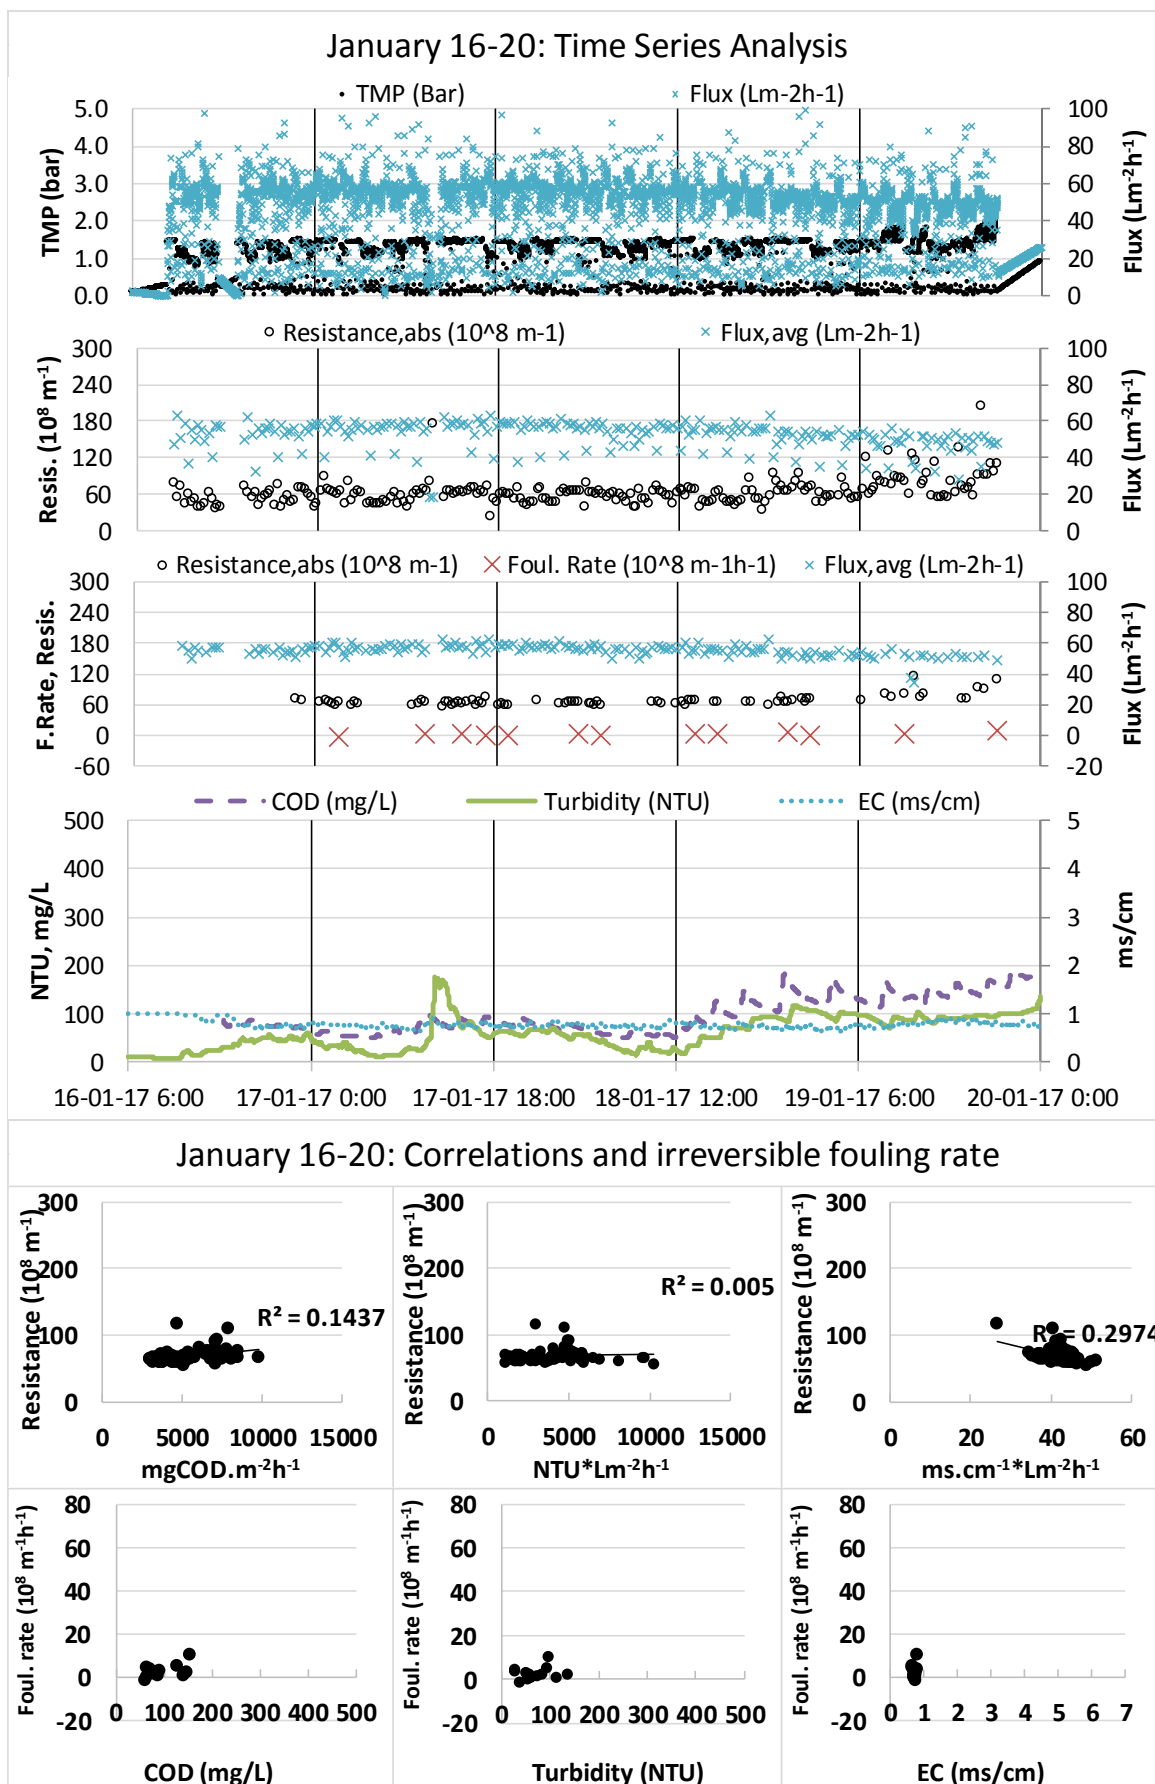 January 16-20: Time Series Analysis
TMP (Bar) Flux (Lm-2h-1)
5.0 4.0 3.0 2.0 1.0 0.0
TMP (bar)
100 80 60 40 20 0
Flux (Lm-2h-1)
Resistance,abs (10^8 m-1) Flux,avg (Lm-2h-1)
300 240 180 120 60 0
Resis. (10⁸ m⁻¹)
100 80 60 40 20 0
Flux (Lm-2h-1)
Resistance,abs (10^8 m-1) Foul. Rate (10^8 m-1h-1) Flux,avg (Lm-2h-1)
300 240 180 120 60 0 -60
F.Rate, Resis.
100 80 60 40 20 0 -20
Flux (Lm-2h-1)
COD (mg/L) Turbidity (NTU) EC (ms/cm)
500 400 300 200 100 0
NTU, mg/L
5 4 3 2 1 0
ms/cm
16-01-17 6:00 17-01-17 0:00 17-01-17 18:00 18-01-17 12:00 19-01-17 6:00 20-01-17 0:00
January 16-20: Correlations and irreversible fouling rate
Resistance (10⁸ m⁻¹)
300 200 100 0
R² = 0.1437
0 5000 10000 15000
mgCOD.m⁻²h⁻¹
Resistance (10⁸ m⁻¹)
300 200 100 0
R² = 0.005
0 5000 10000 15000
NTU*Lm⁻²h⁻¹
Resistance (10⁸ m⁻¹)
300 200 100 0
R² = 0.2974
0 20 40 60
ms.cm⁻¹*Lm⁻²h⁻¹
Foul. rate (10⁸ m⁻¹h⁻¹)
80 60 40 20 0 -20
0 100 200 300 400 500
COD (mg/L)
Foul. rate (10⁸ m⁻¹h⁻¹)
80 60 40 20 0 -20
0 100 200 300 400 500
Turbidity (NTU)
Foul. rate (10⁸ m⁻¹h⁻¹)
80 60 40 20 0 -20
0 1 2 3 4 5 6 7
EC (ms/cm)